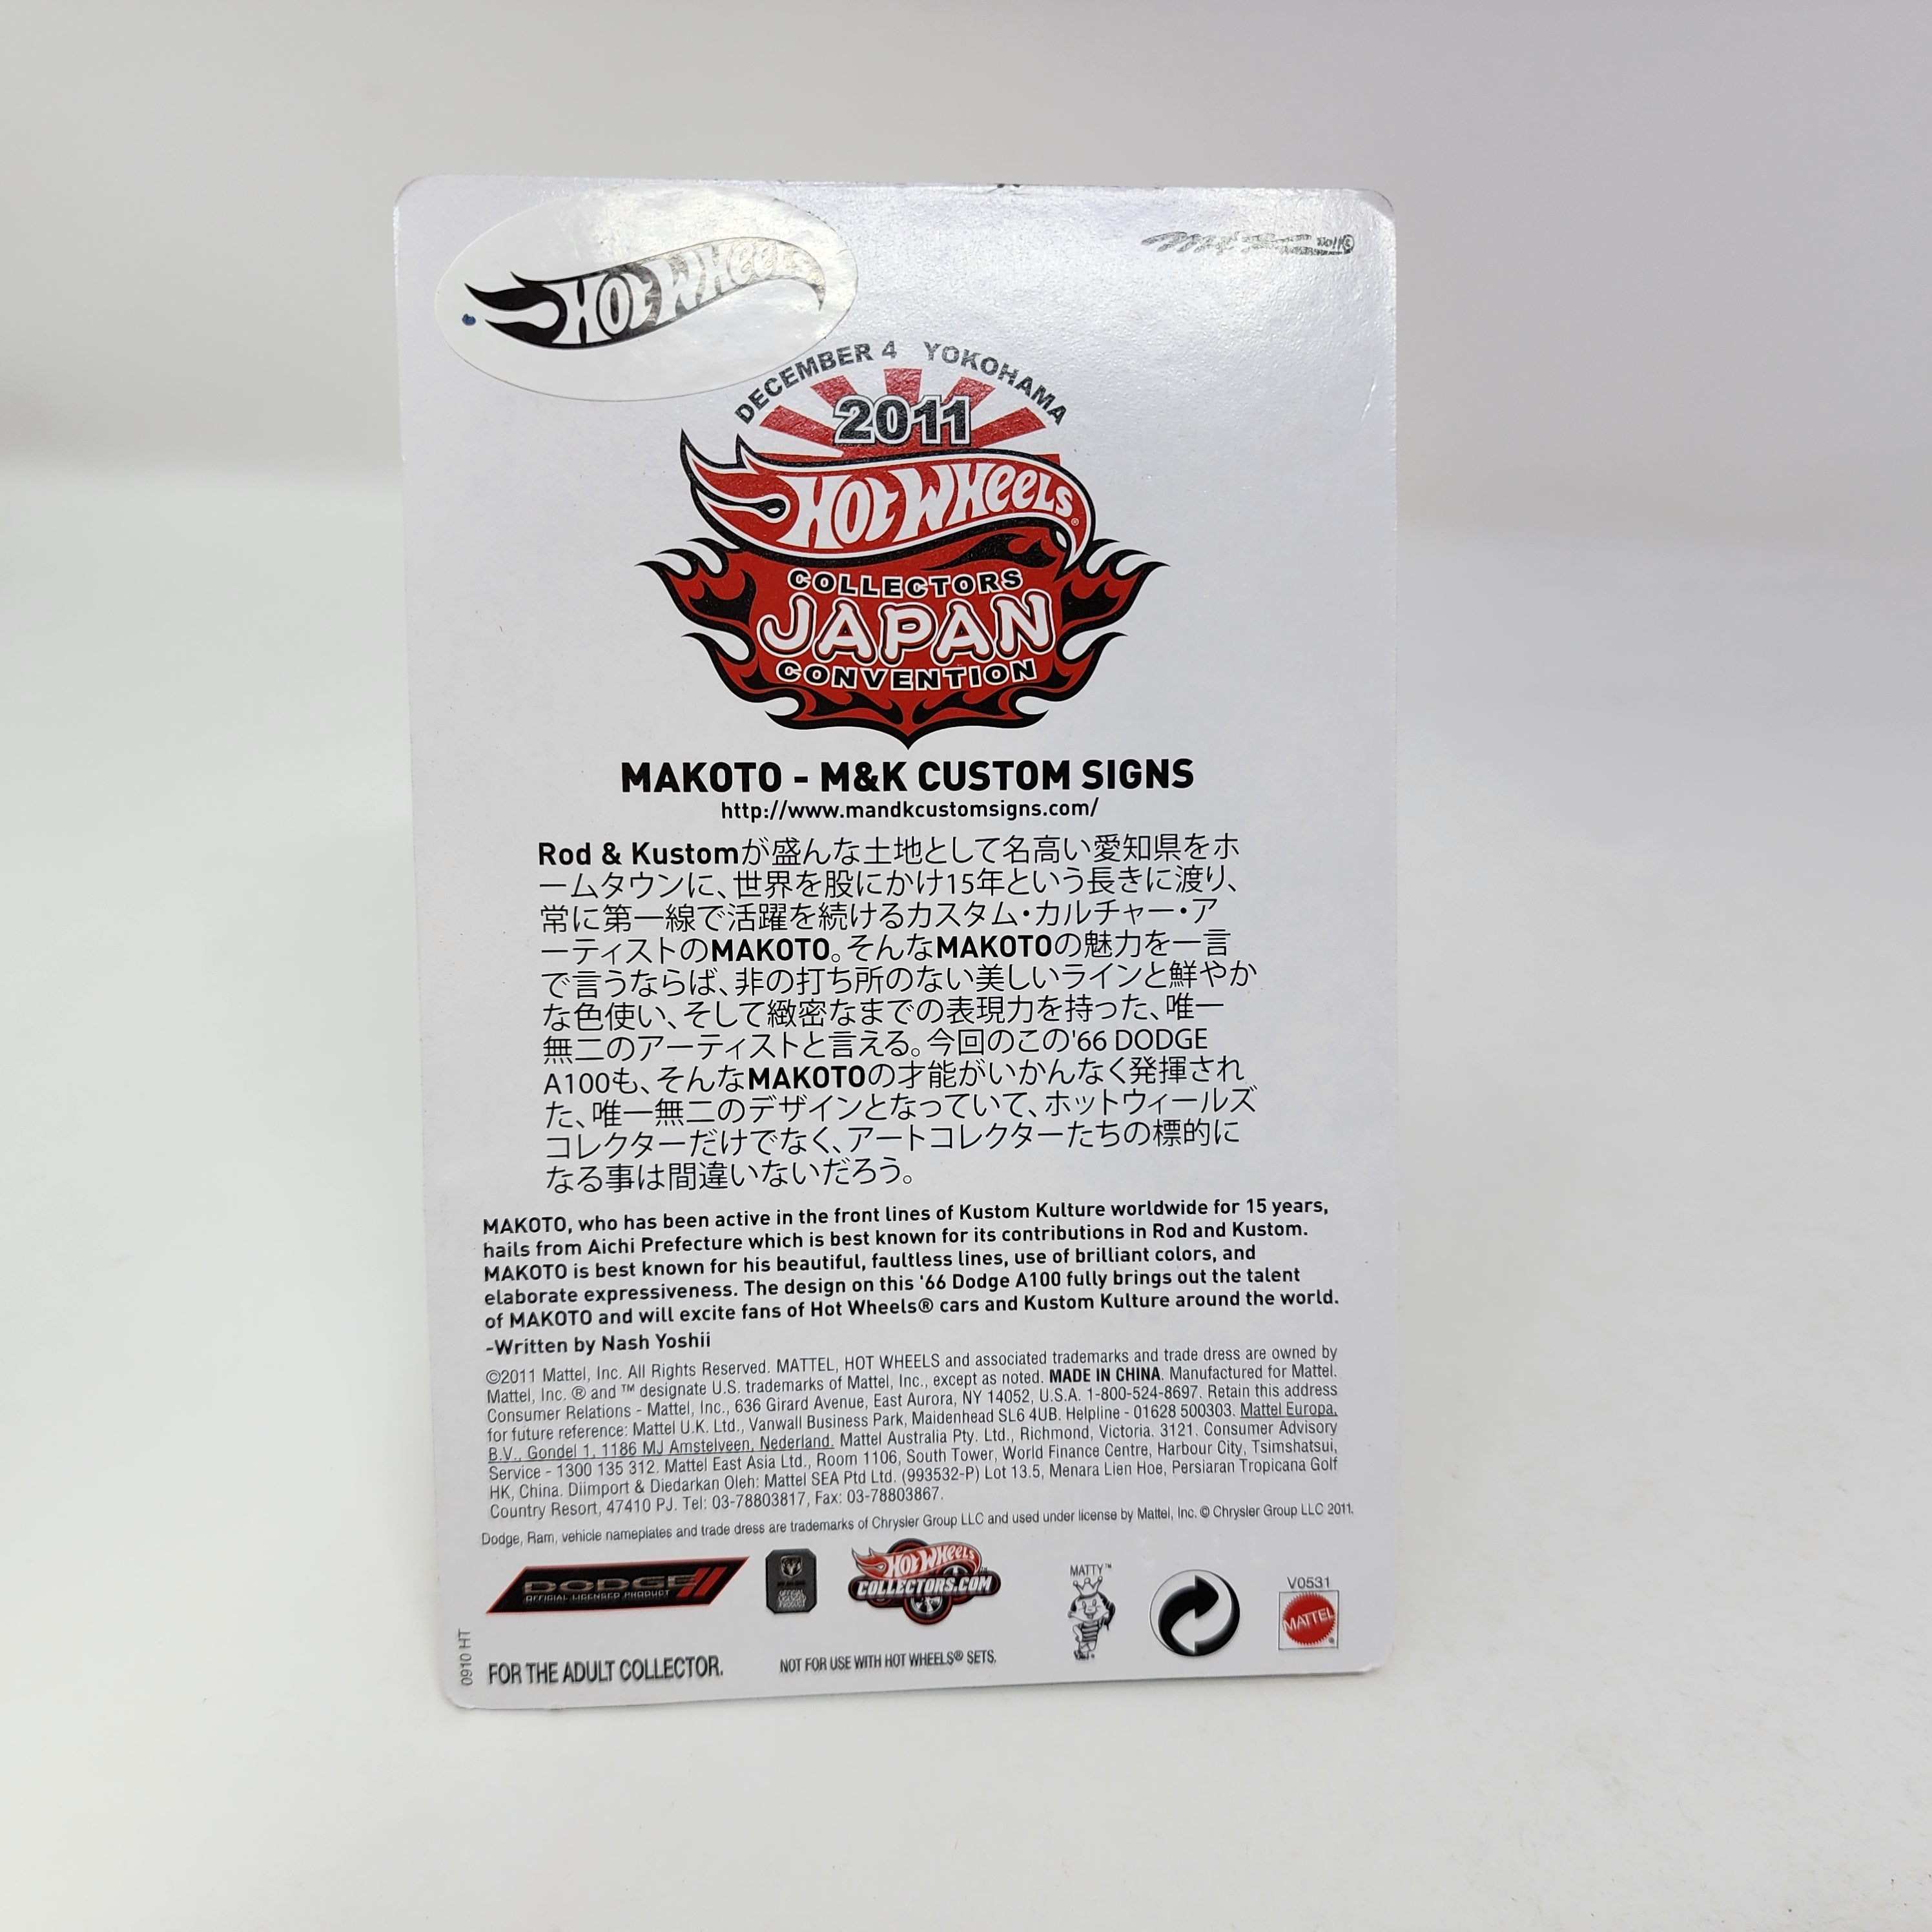 HOT WHEELS
DECEMBER 4 YOKOHAMA
2011
HOT WHEELS®
COLLECTORS
JAPAN
CONVENTION
MAKOTO - M&K CUSTOM SIGNS
http://www.mandkcustomsigns.com/
Rod & Kustomが盛んな土地として名高い愛知県をホ
ームタウンに、世界を股にかけ15年という長きに渡り、
常に第一線で活躍を続けるカスタム・カルチャー・ア
ーティストのMAKOTO。そんなMAKOTOの魅力を一言
で言うならば、非の打ち所のない美しいラインと鮮やか
な色使い、そして緻密なまでの表現力を持った、唯一
無二のアーティストと言える。今回のこの'66 DODGE
A100も、そんなMAKOTOの才能がいかんなく発揮され
た、唯一無二のデザインとなっていて、ホットウィールズ
コレクターだけでなく、アートコレクターたちの標的に
なる事は間違いないだろう。
MAKOTO, who has been active in the front lines of Kustom Kulture worldwide for 15 years,
hails from Aichi Prefecture which is best known for its contributions in Rod and Kustom.
MAKOTO is best known for his beautiful, faultless lines, use of brilliant colors, and
elaborate expressiveness. The design on this '66 Dodge A100 fully brings out the talent
of MAKOTO and will excite fans of Hot Wheels® cars and Kustom Kulture around the world.
-Written by Nash Yoshii
©2011 Mattel, Inc. All Rights Reserved. MATTEL, HOT WHEELS and associated trademarks and trade dress are owned by
Mattel, Inc. ® and ™ designate U.S. trademarks of Mattel, Inc., except as noted. MADE IN CHINA. Manufactured for Mattel.
Consumer Relations - Mattel, Inc., 636 Girard Avenue, East Aurora, NY 14052, U.S.A. 1-800-524-8697. Retain this address
for future reference: Mattel U.K. Ltd., Vanwall Business Park, Maidenhead SL6 4UB. Helpline - 01628 500303. Mattel Europa,
B.V., Gondel 1, 1186 MJ Amstelveen, Nederland. Mattel Australia Pty. Ltd., Richmond, Victoria. 3121. Consumer Advisory
Service - 1300 135 312. Mattel East Asia Ltd., Room 1106, South Tower, World Finance Centre, Harbour City, Tsimshatsui,
HK, China. Diimport & Diedarkan Oleh: Mattel SEA Ptd Ltd. (993532-P) Lot 13.5, Menara Lien Hoe, Persiaran Tropicana Golf
Country Resort, 47410 PJ. Tel: 03-78803817, Fax: 03-78803867.
Dodge, Ram, vehicle nameplates and trade dress are trademarks of Chrysler Group LLC and used under license by Mattel, Inc. © Chrysler Group LLC 2011.
DODGE
OFFICIAL LICENSED PRODUCT
OFFICIAL LICENSED PRODUCT
HOT WHEELS™
COLLECTORS.COM
MATTY™
V0531
MATTEL®
0910 HT
FOR THE ADULT COLLECTOR.
NOT FOR USE WITH HOT WHEELS® SETS.